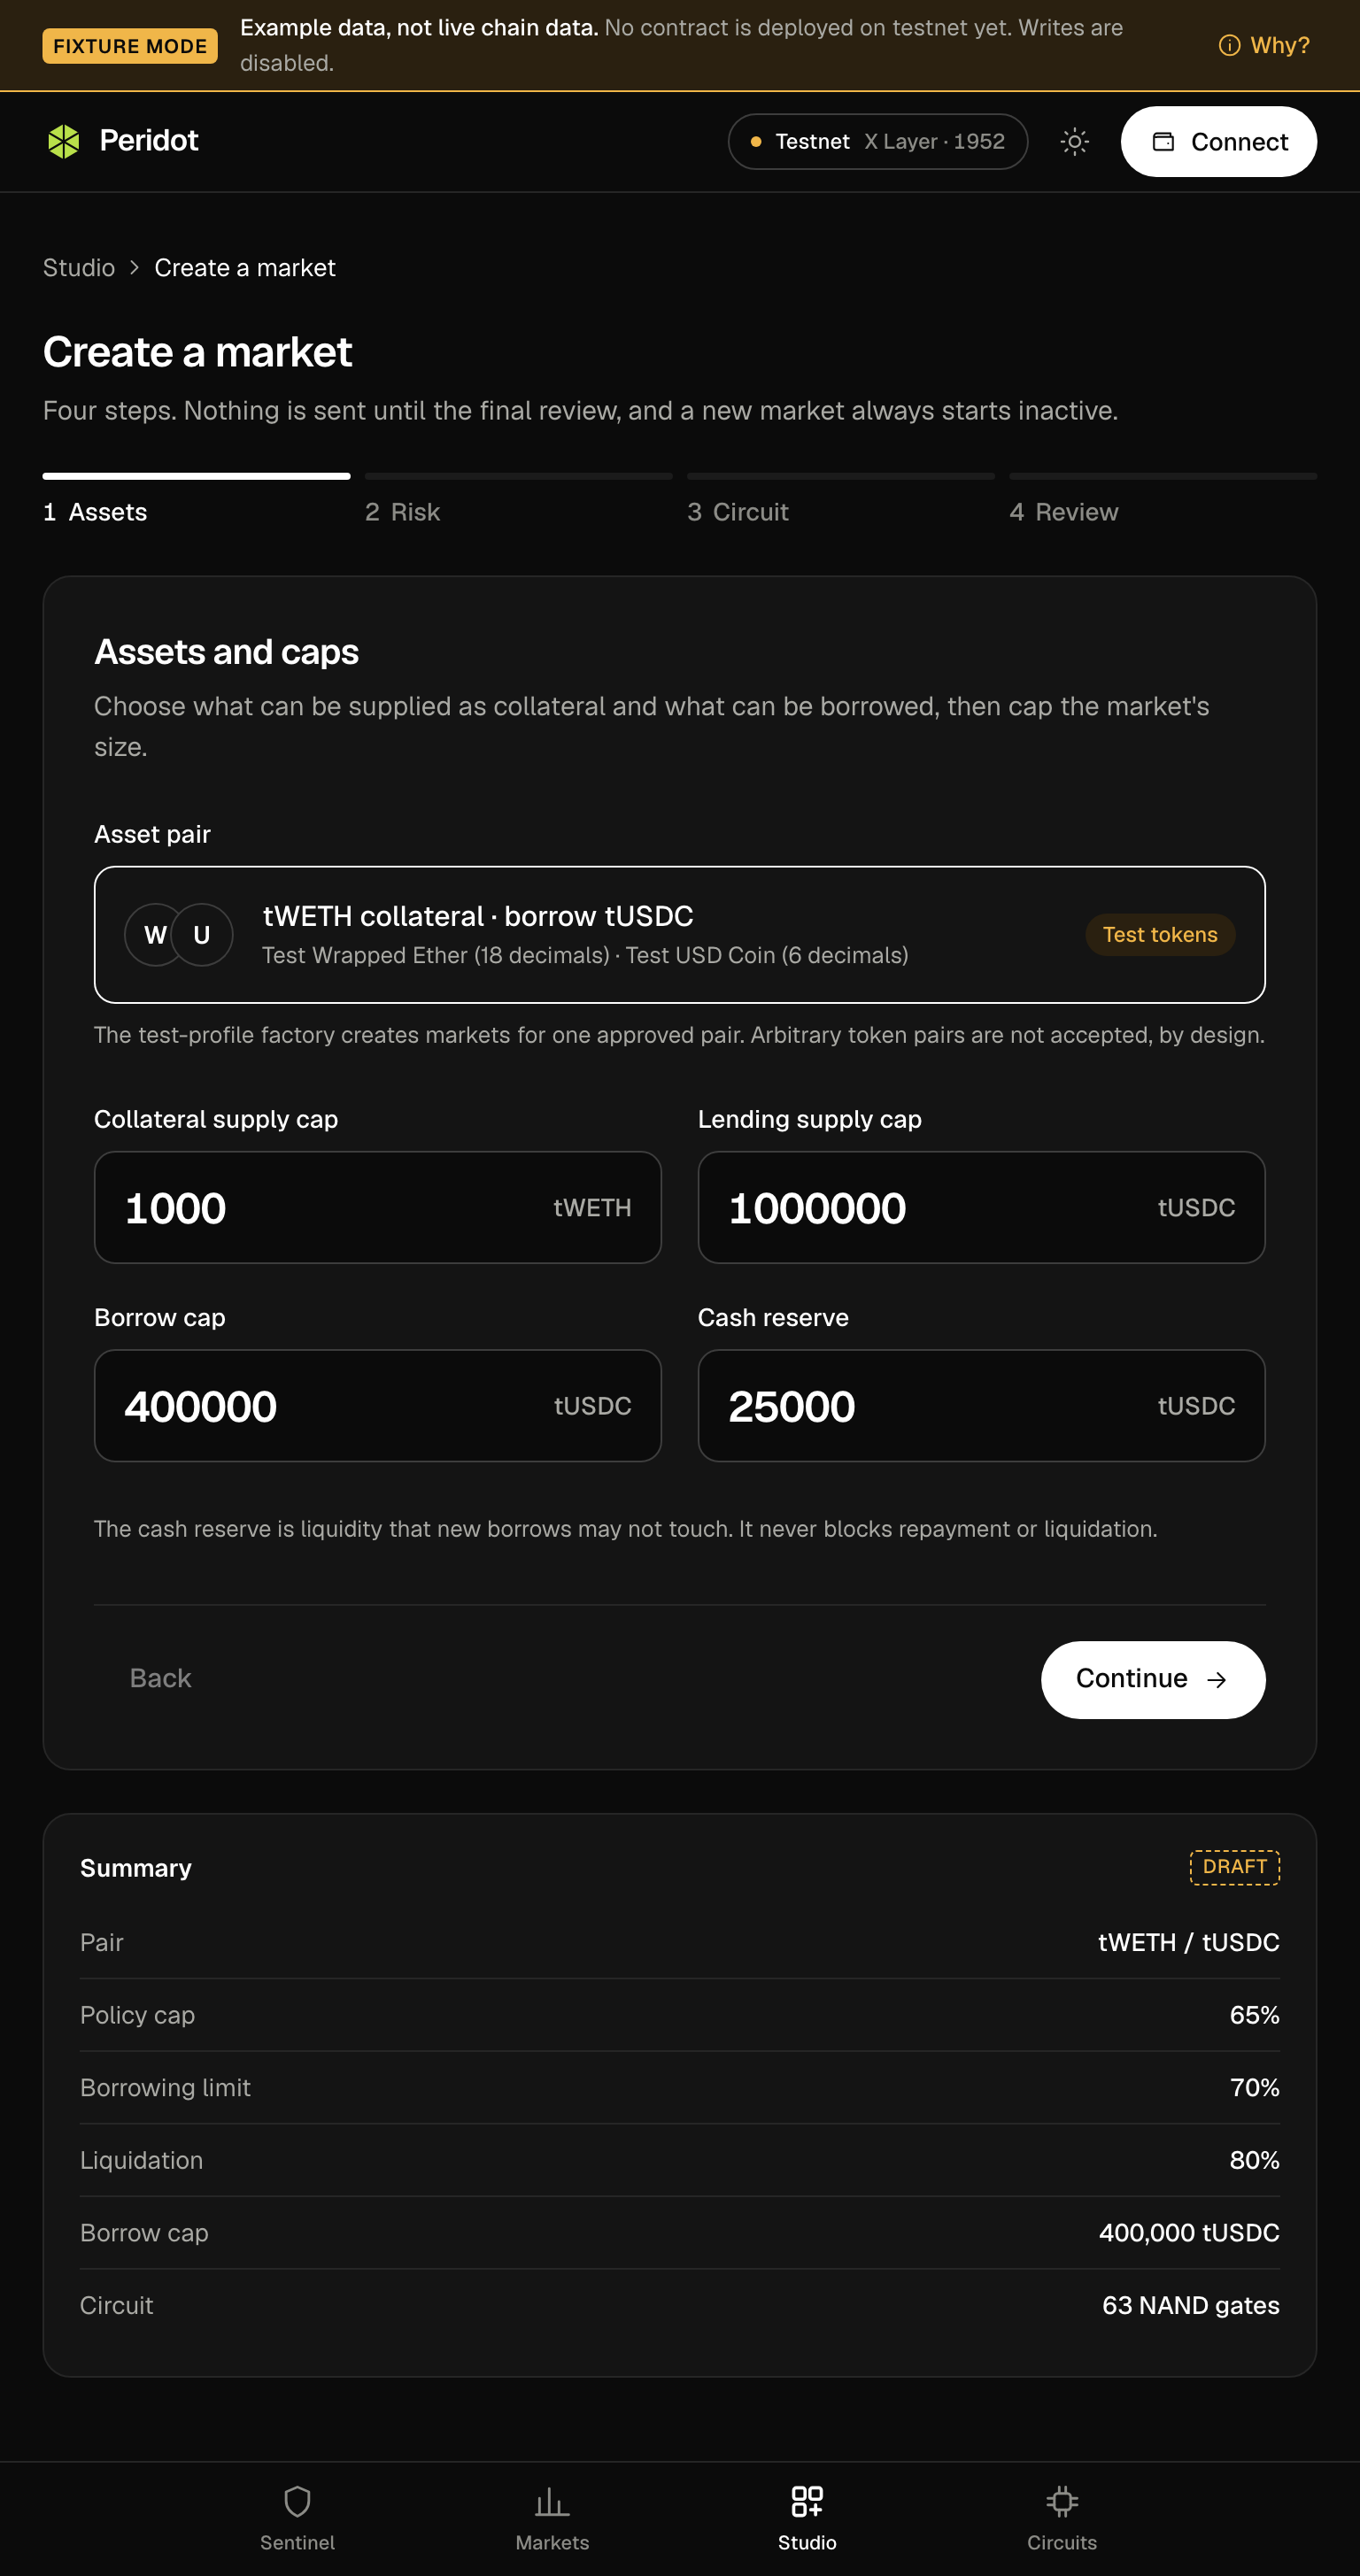 FIXTURE MODE
Example data, not live chain data. No contract is deployed on testnet yet. Writes are
disabled.
Why?
Peridot
Testnet X Layer · 1952
Connect
Studio > Create a market
Create a market
Four steps. Nothing is sent until the final review, and a new market always starts inactive.
1 Assets
2 Risk
3 Circuit
4 Review
Assets and caps
Choose what can be supplied as collateral and what can be borrowed, then cap the market's
size.
Asset pair
W U
tWETH collateral · borrow tUSDC
Test Wrapped Ether (18 decimals) · Test USD Coin (6 decimals)
Test tokens
The test-profile factory creates markets for one approved pair. Arbitrary token pairs are not accepted, by design.
Collateral supply cap
1000 tWETH
Lending supply cap
1000000 tUSDC
Borrow cap
400000 tUSDC
Cash reserve
25000 tUSDC
The cash reserve is liquidity that new borrows may not touch. It never blocks repayment or liquidation.
Back
Continue →
Summary
DRAFT
Pair tWETH / tUSDC
Policy cap 65%
Borrowing limit 70%
Liquidation 80%
Borrow cap 400,000 tUSDC
Circuit 63 NAND gates
Sentinel
Markets
Studio
Circuits